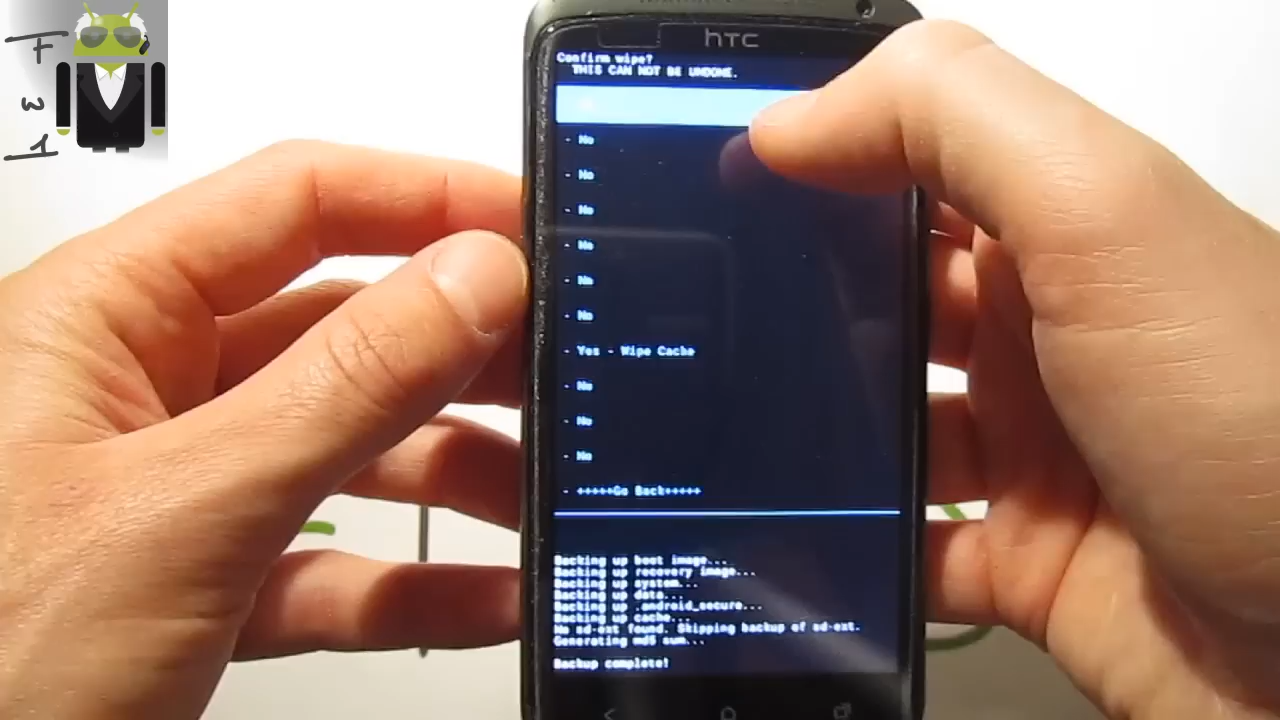 F
w
1
hTC
Confirm wipe?
THIS CAN NOT BE UNDONE.
- No
- No
- No
- No
- No
- No
- Yes - Wipe Cache
- No
- No
- No
- +++++Go Back+++++
Backing up boot image...
Backing up recovery image...
Backing up system...
Backing up data...
Backing up .android_secure...
Backing up cache...
No sd-ext found. Skipping backup of sd-ext.
Generating md5 sum...
Backup complete!